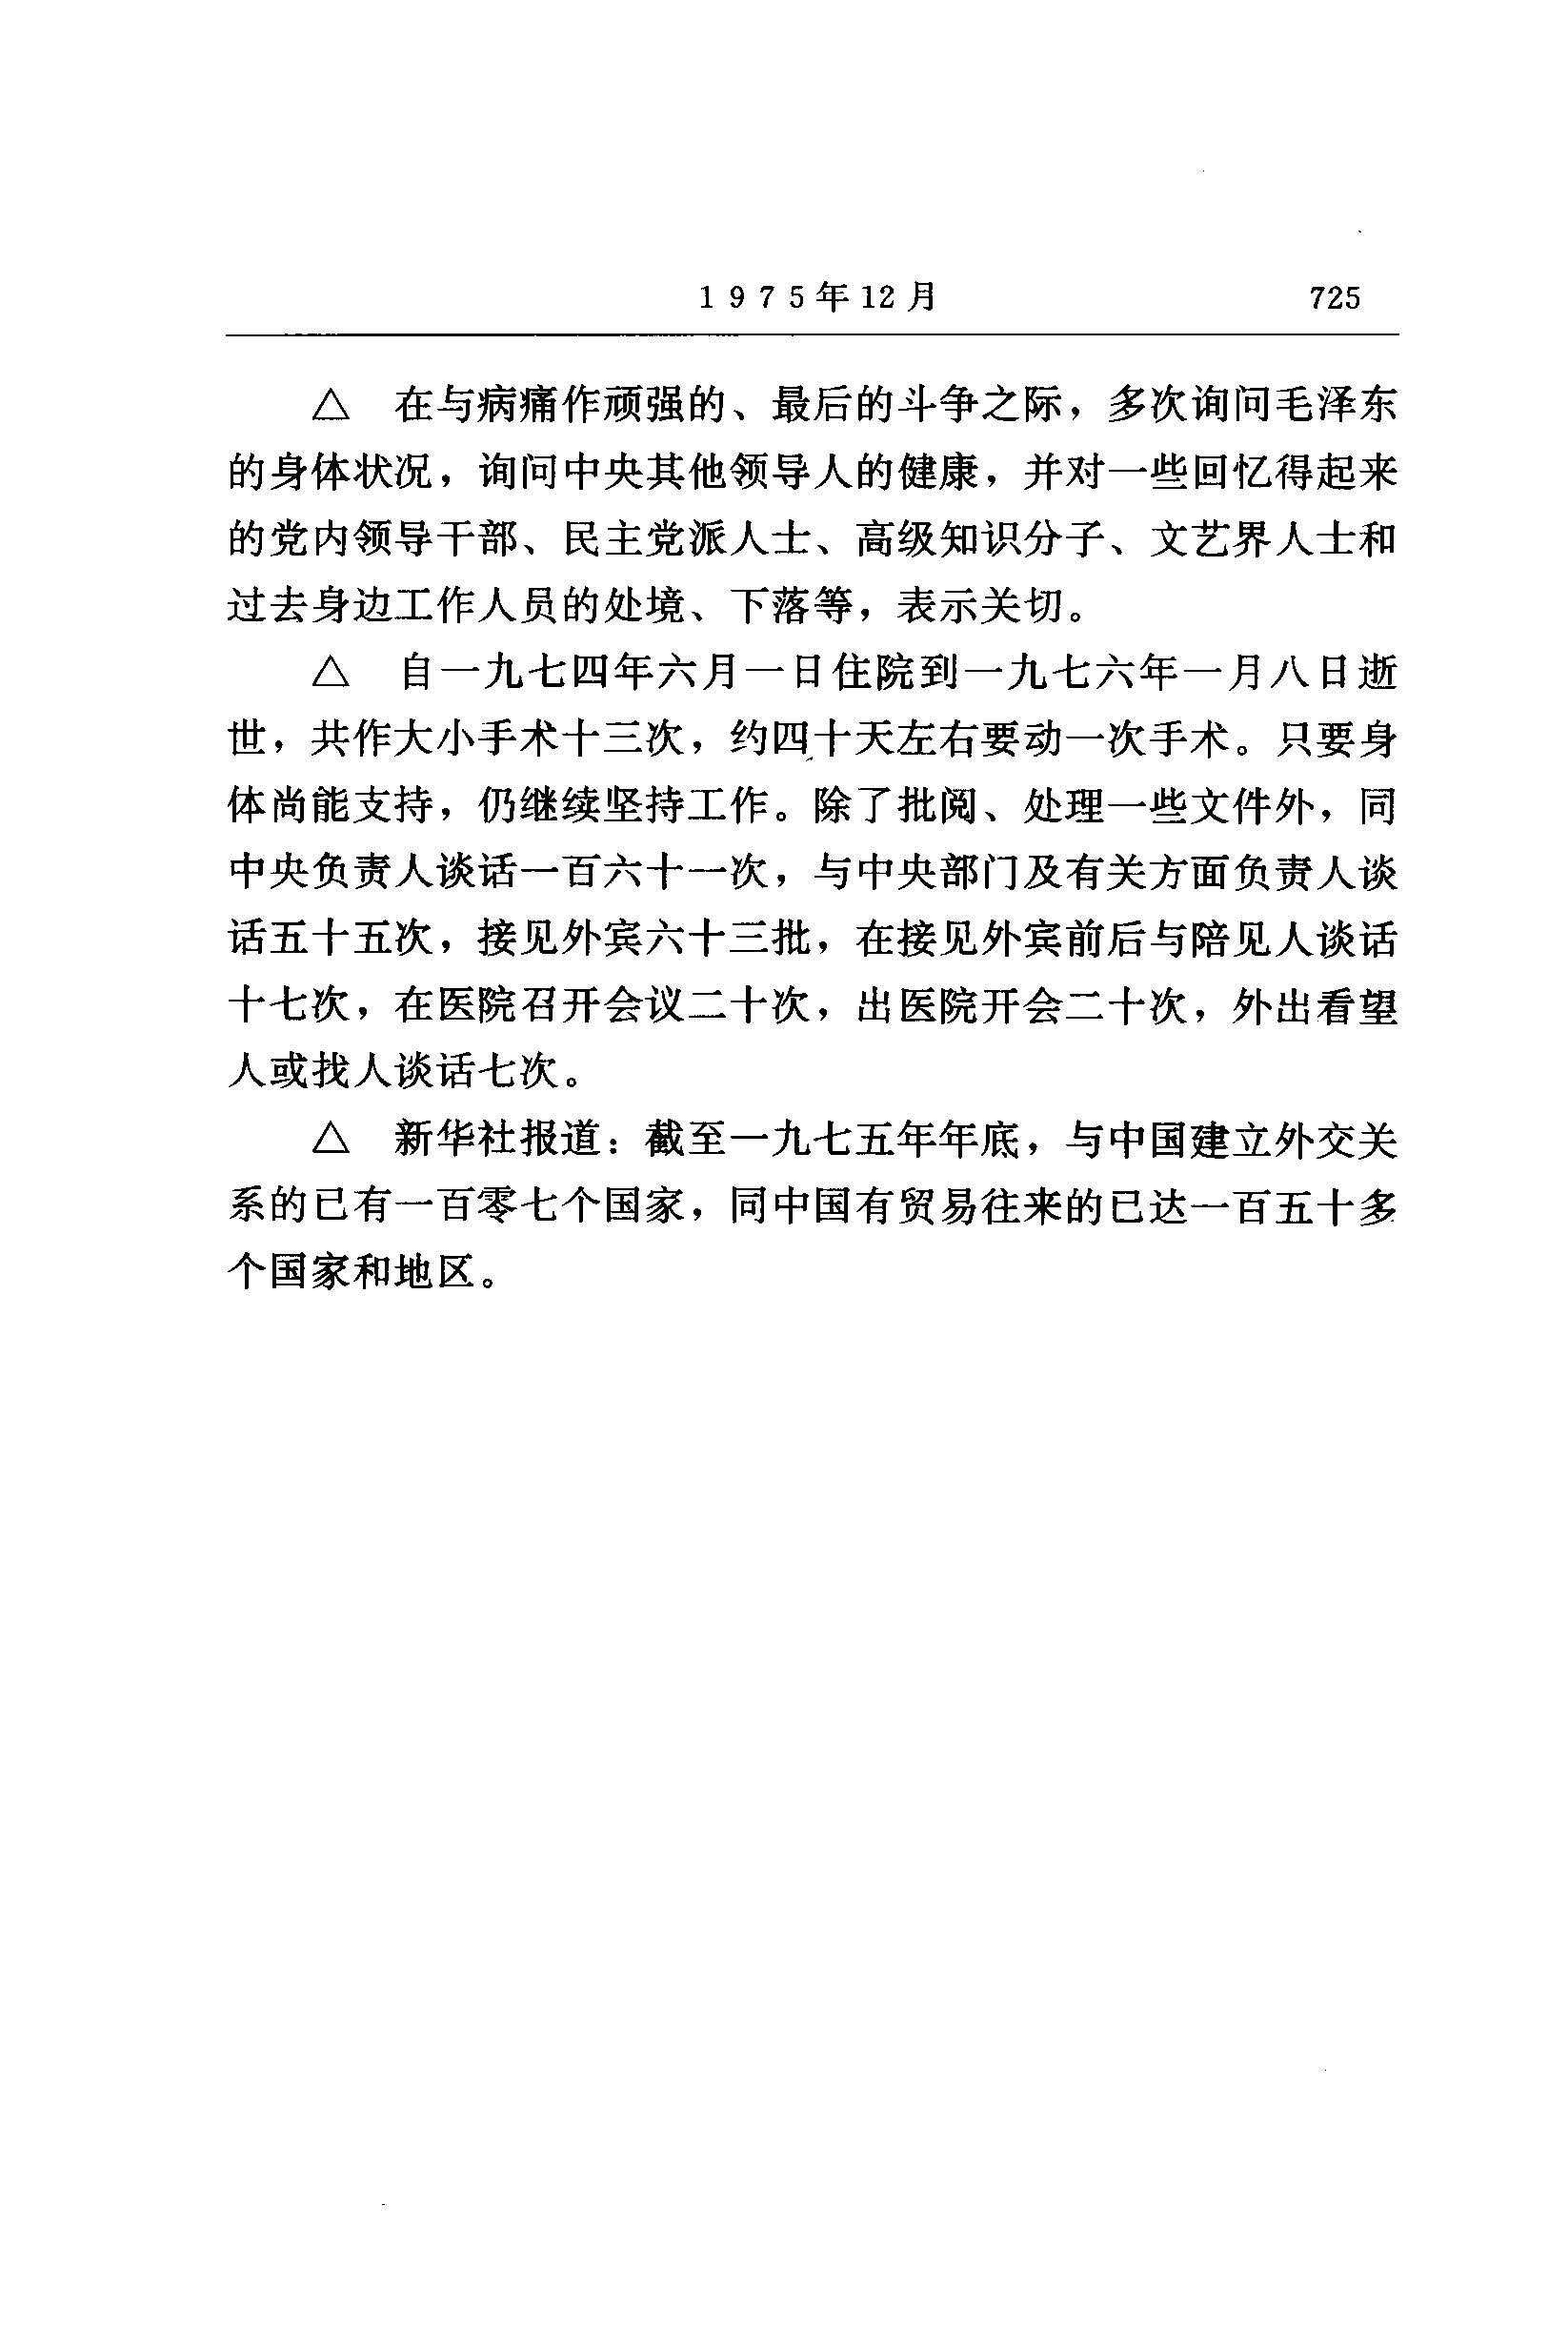 1975年12月 725
△ 在与病痛作顽强的、最后的斗争之际，多次询问毛泽东
的身体状况，询问中央其他领导人的健康，并对一些回忆得起来
的党内领导干部、民主党派人士、高级知识分子、文艺界人士和
过去身边工作人员的处境、下落等，表示关切。
△ 自一九七四年六月一日住院到一九七六年一月八日逝
世，共作大小手术十三次，约四十天左右要动一次手术。只要身
体尚能支持，仍继续坚持工作。除了批阅、处理一些文件外，同
中央负责人谈话一百六十一次，与中央部门及有关方面负责人谈
话五十五次，接见外宾六十三批，在接见外宾前后与陪见人谈话
十七次，在医院召开会议二十次，出医院开会二十次，外出看望
人或找人谈话七次。
△ 新华社报道：截至一九七五年年底，与中国建立外交关
系的已有一百零七个国家，同中国有贸易往来的已达一百五十多
个国家和地区。